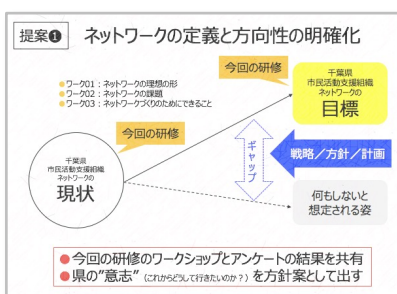 提案❶ ネットワークの定義と方向性の明確化
●ワーク01：ネットワークの理想の形
●ワーク02：ネットワークの課題
●ワーク03：ネットワークづくりのためにできること
今回の研修
千葉県
市民活動支援組織
ネットワークの
目標
今回の研修
千葉県
市民活動支援組織
ネットワークの
現状
ギャップ
戦略／方針／計画
何もしないと
想定される姿
●今回の研修のワークショップとアンケートの結果を共有
●県の"意志"（これからどうして行きたいのか？）を方針案として出す